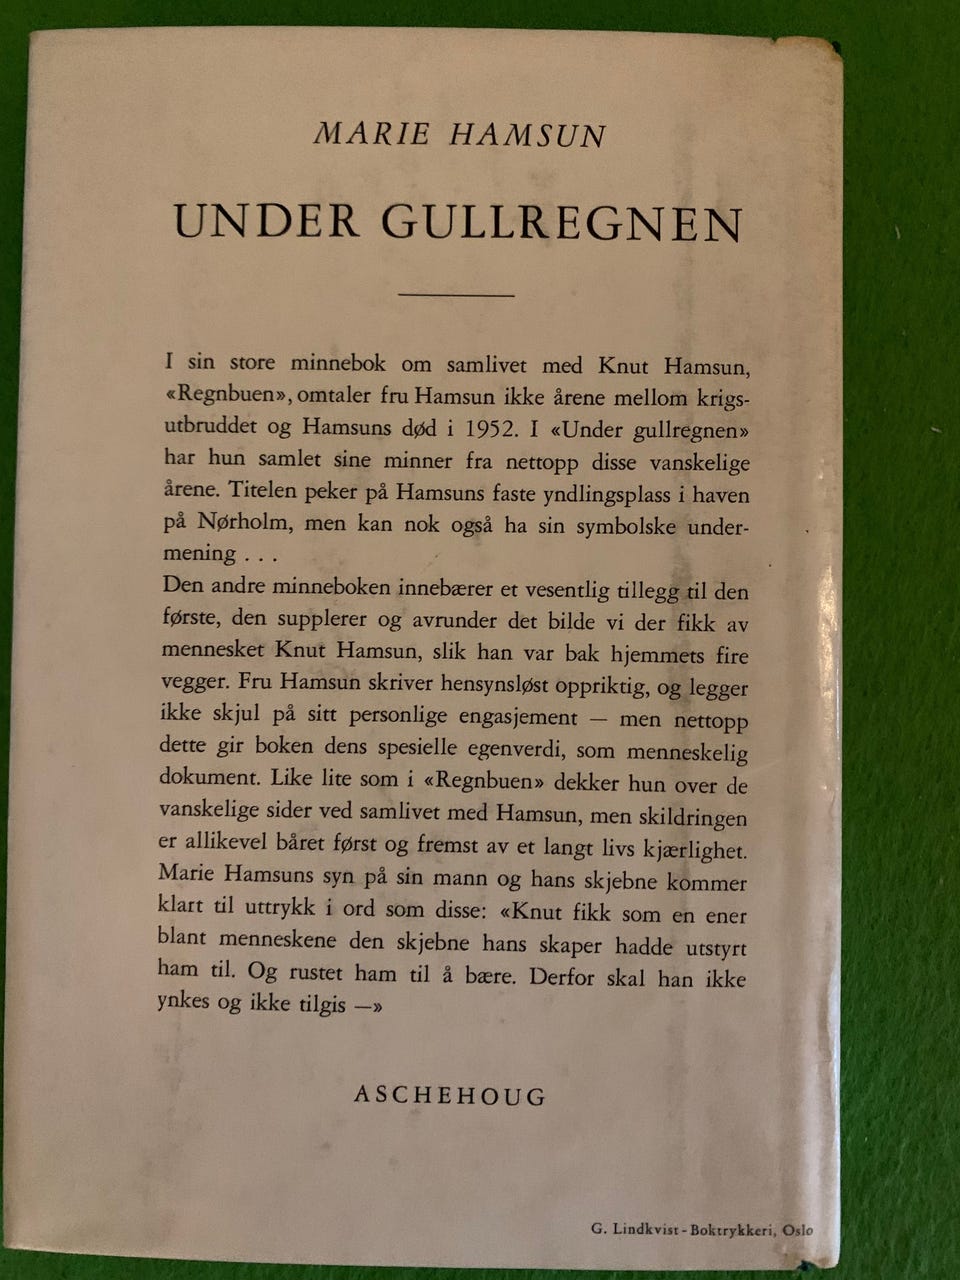 MARIE HAMSUN
UNDER GULLREGNEN
I sin store minnebok om samlivet med Knut Hamsun,
«Regnbuen», omtaler fru Hamsun ikke årene mellom krigs-
utbruddet og Hamsuns død i 1952. I «Under gullregnen»
har hun samlet sine minner fra nettopp disse vanskelige
årene. Titelen peker på Hamsuns faste yndlingsplass i haven
på Nørholm, men kan nok også ha sin symbolske under-
mening . . .
Den andre minneboken innebærer et vesentlig tillegg til den
første, den supplerer og avrunder det bilde vi der fikk av
mennesket Knut Hamsun, slik han var bak hjemmets fire
vegger. Fru Hamsun skriver hensynsløst oppriktig, og legger
ikke skjul på sitt personlige engasjement — men nettopp
dette gir boken dens spesielle egenverdi, som menneskelig
dokument. Like lite som i «Regnbuen» dekker hun over de
vanskelige sider ved samlivet med Hamsun, men skildringen
er allikevel båret først og fremst av et langt livs kjærlighet.
Marie Hamsuns syn på sin mann og hans skjebne kommer
klart til uttrykk i ord som disse: «Knut fikk som en ener
blant menneskene den skjebne hans skaper hadde utstyrt
ham til. Og rustet ham til å bære. Derfor skal han ikke
ynkes og ikke tilgis —»
ASCHEHOUG
G. Lindkvist - Boktrykkeri, Oslo